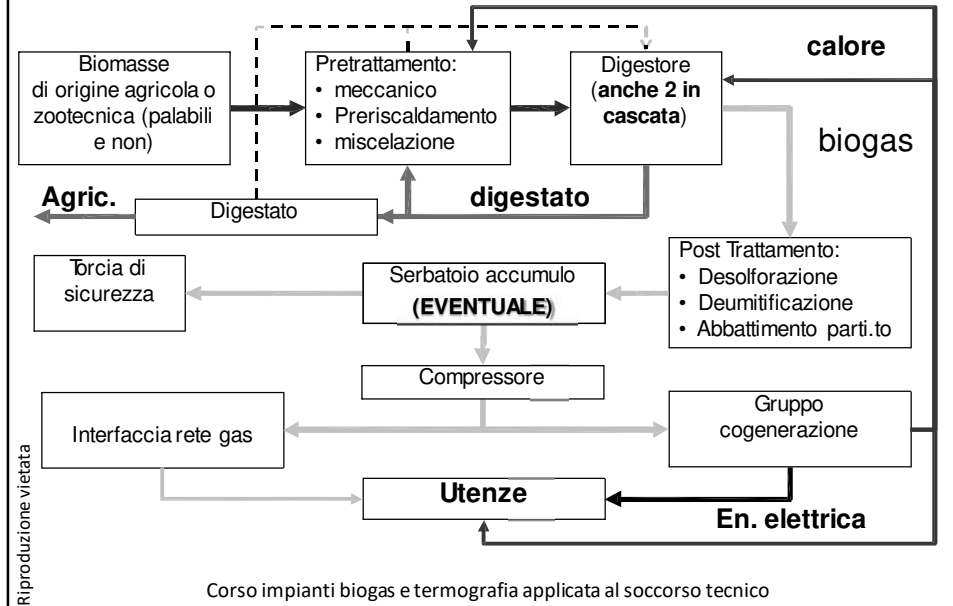 calore
Biomasse
di origine agricola o
zootecnica (palabili
e non)
Pretrattamento:
• meccanico
• Preriscaldamento
• miscelazione
Digestore
(anche 2 in
cascata)
biogas
Agric.
Digestato
digestato
Torcia di
sicurezza
Serbatoio accumulo
(EVENTUALE)
Post Trattamento:
• Desolforazione
• Deumitificazione
• Abbattimento parti.to
Compressore
Interfaccia rete gas
Gruppo
cogenerazione
Utenze
En. elettrica
Riproduzione vietata
Corso impianti biogas e termografia applicata al soccorso tecnico